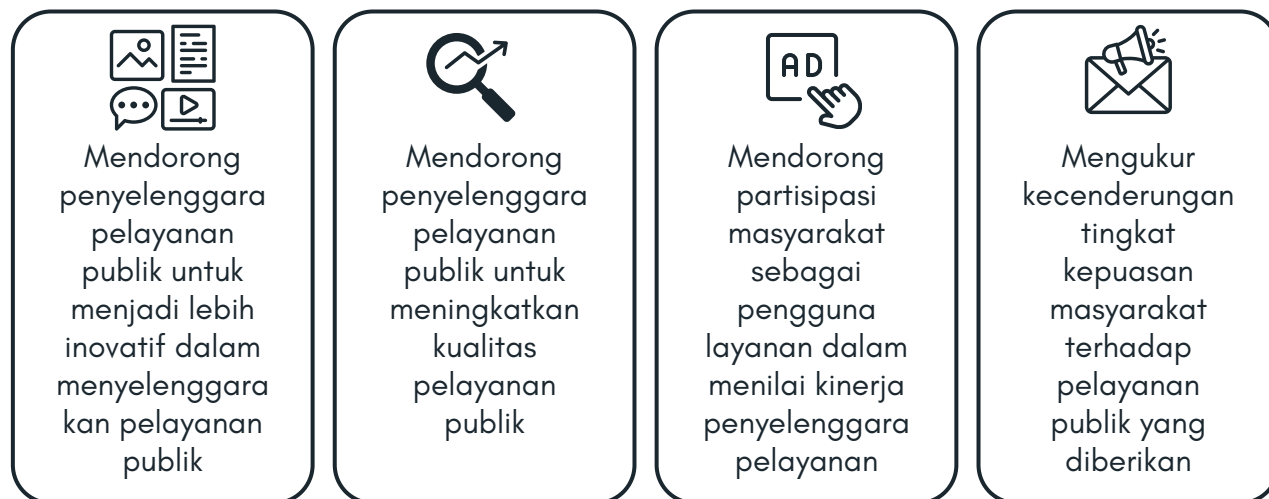 Mendorong
penyelenggara
pelayanan
publik untuk
menjadi lebih
inovatif dalam
menyelenggara
kan pelayanan
publik
Mendorong
penyelenggara
pelayanan
publik untuk
meningkatkan
kualitas
pelayanan
publik
AD
Mendorong
partisipasi
masyarakat
sebagai
pengguna
layanan dalam
menilai kinerja
penyelenggara
pelayanan
Mengukur
kecenderungan
tingkat
kepuasan
masyarakat
terhadap
pelayanan
publik yang
diberikan